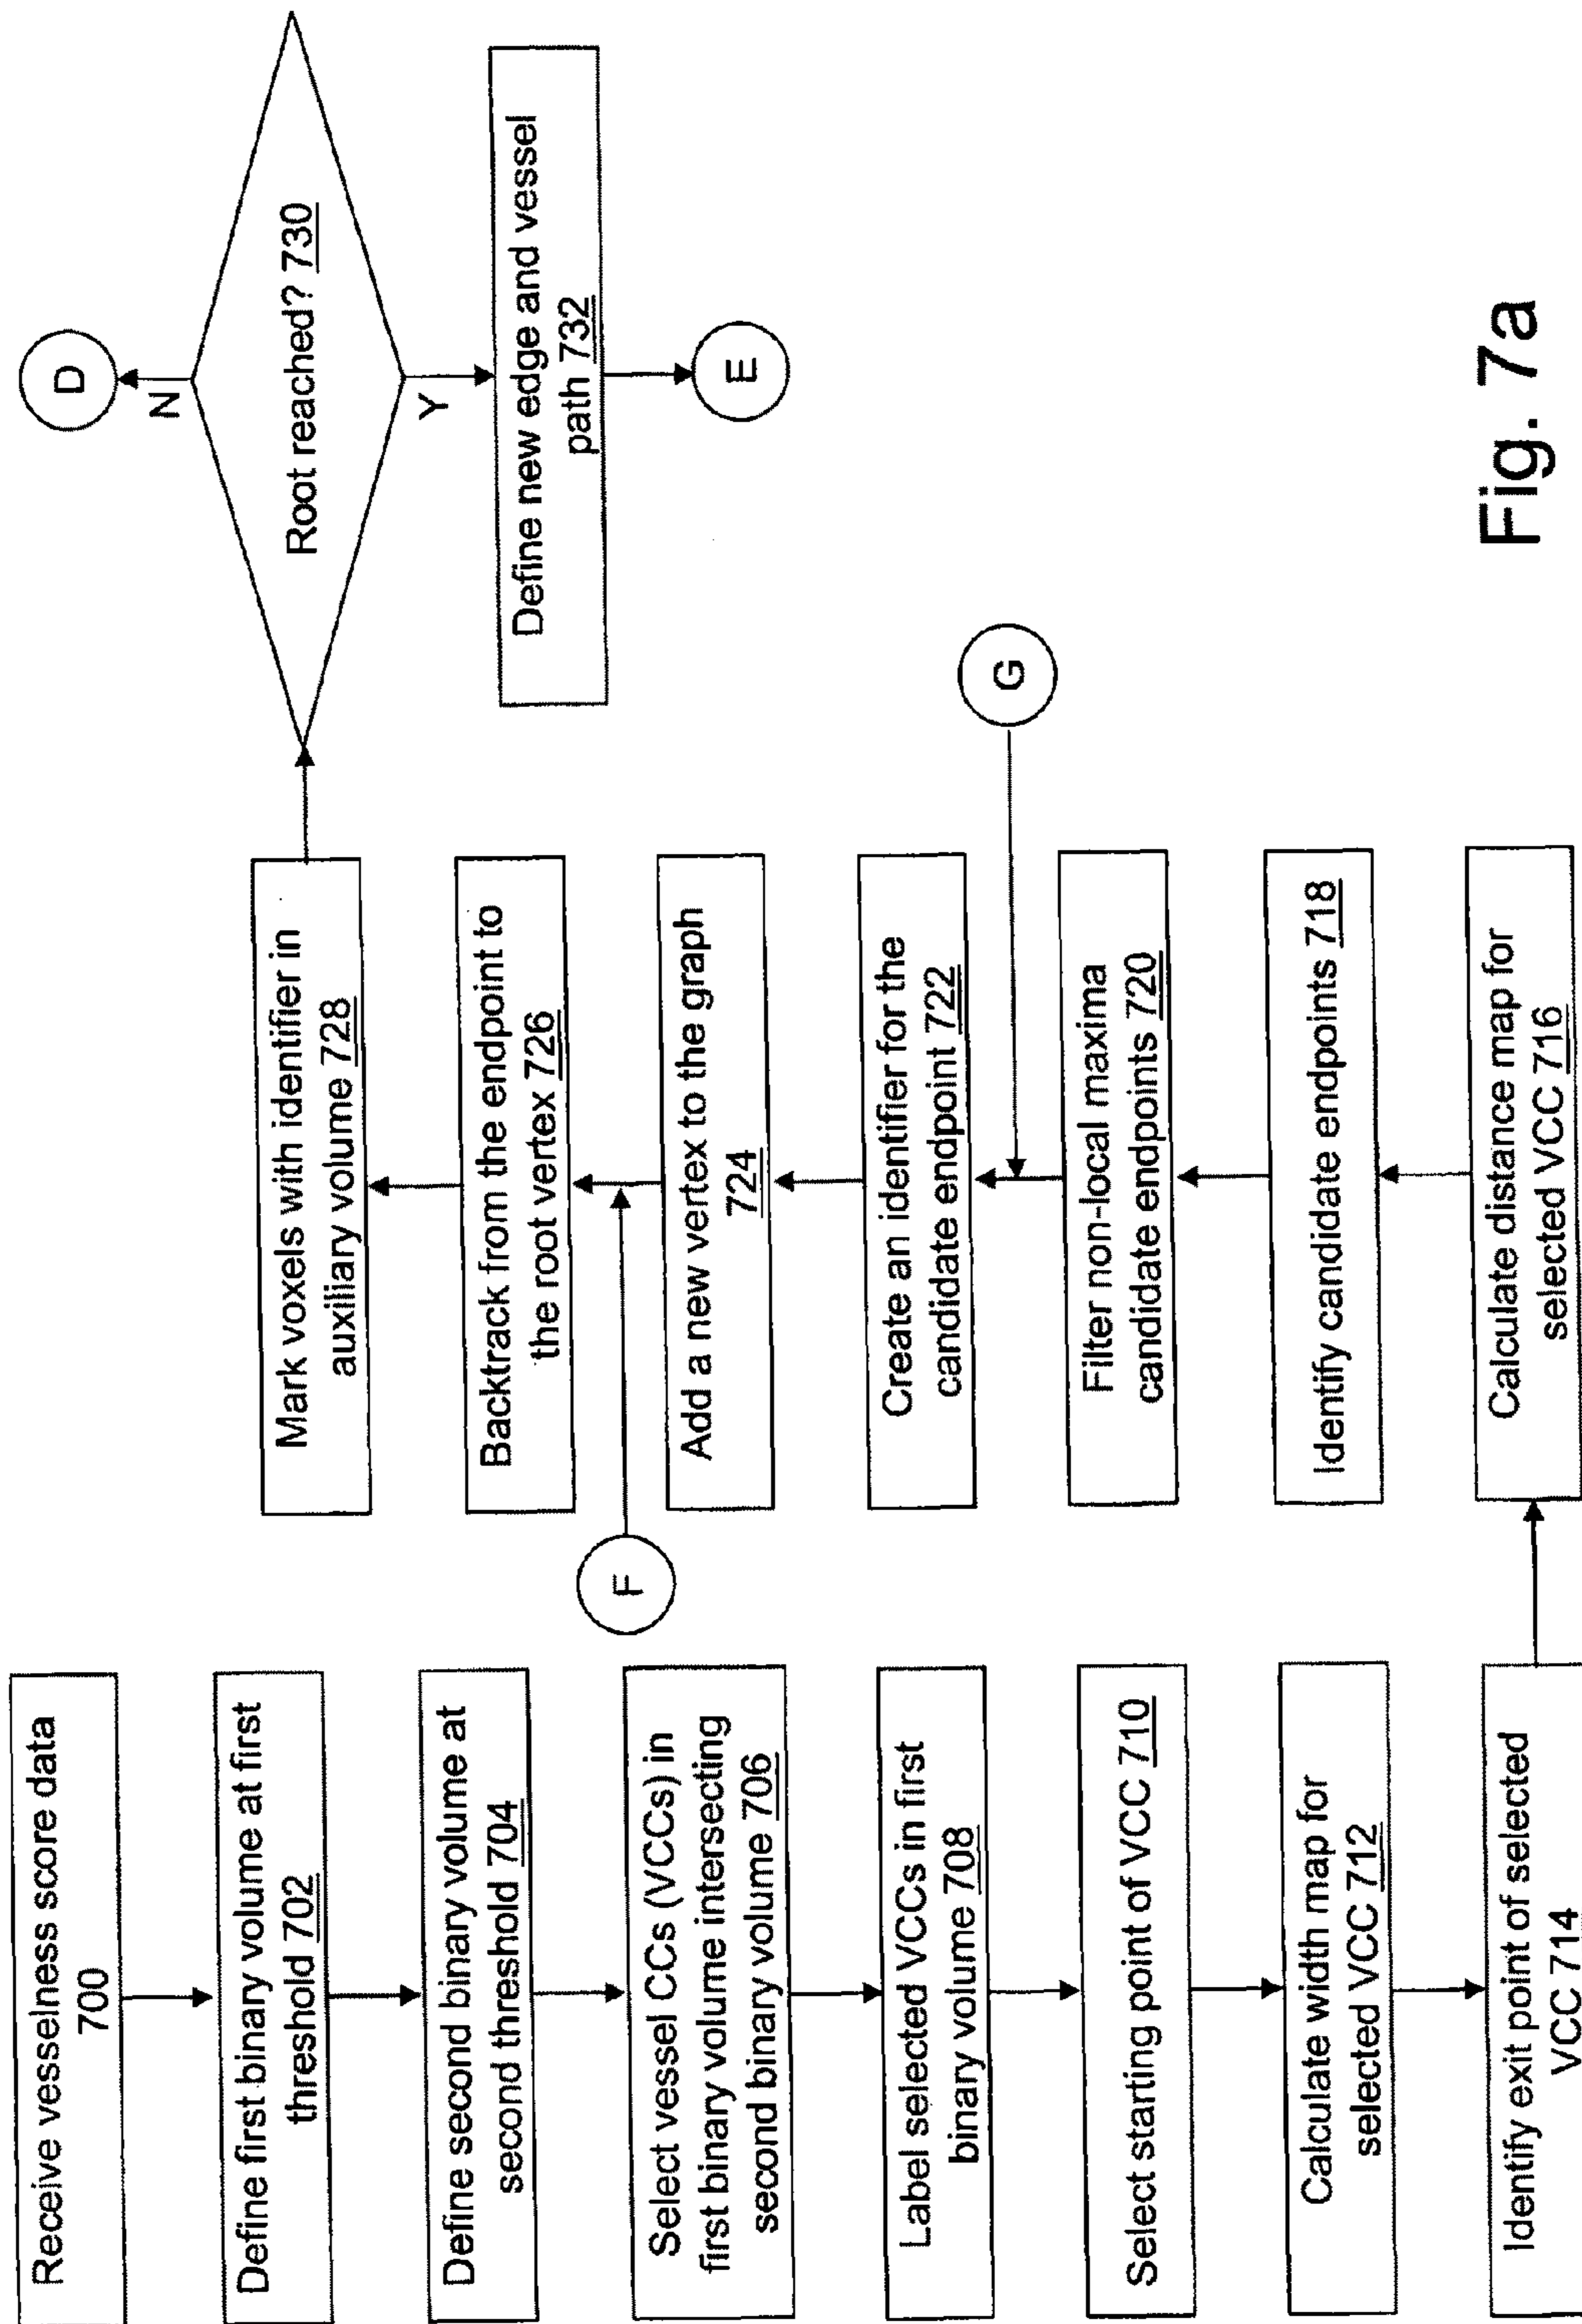 Receive vesselness score data
700
Define first binary volume at first
threshold 702
Define second binary volume at
second threshold 704
Select vessel CCs (VCCs) in
first binary volume intersecting
second binary volume 706
Label selected VCCs in first
binary volume 708
Select starting point of VCC 710
Calculate width map for
selected VCC 712
Identify exit point of selected
VCC 714
Calculate distance map for
selected VCC 716
Identify candidate endpoints 718
Filter non-local maxima
candidate endpoints 720
G
Create an identifier for the
candidate endpoint 722
Add a new vertex to the graph
724
F
Backtrack from the endpoint to
the root vertex 726
Mark voxels with identifier in
auxiliary volume 728
Root reached? 730
N
D
Y
Define new edge and vessel
path 732
E
Fig. 7a